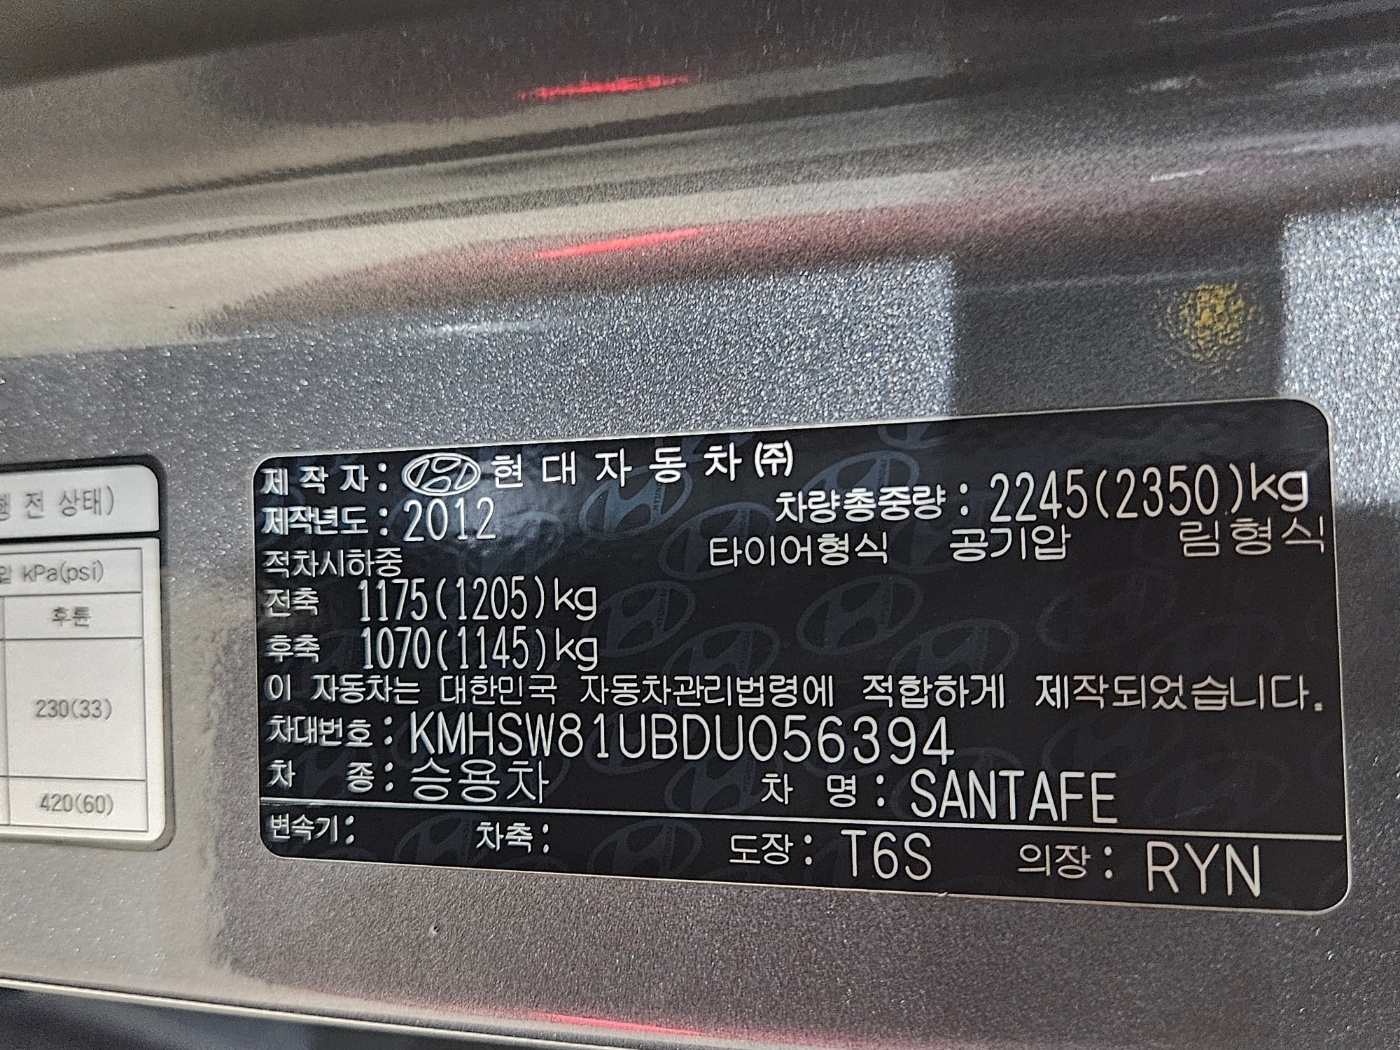 전 상태)
kPa(psi)
후륜
230(33)
420(60)
제 작 자 : 현 대 자 동 차 ㈜
제작년도 : 2012
차량총중량 : 2245(2350)kg
적차시하중
타이어형식 공기압 림형식
전축 1175(1205)kg
후축 1070(1145)kg
이 자동차는 대한민국 자동차관리법령에 적합하게 제작되었습니다.
차대번호 : KMHSW81UBDU056394
차 종 : 승용차 차 명 : SANTAFE
변속기 : 차축 : 도장 : T6S 의장 : RYN